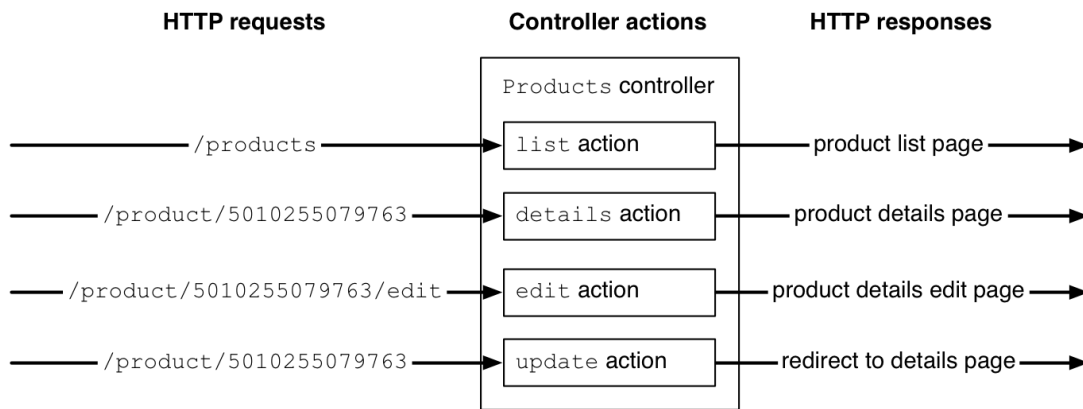 HTTP requests
Controller actions
HTTP responses
Products controller
/products
list action
product list page
/product/5010255079763
details action
product details page
/product/5010255079763/edit
edit action
product details edit page
/product/5010255079763
update action
redirect to details page